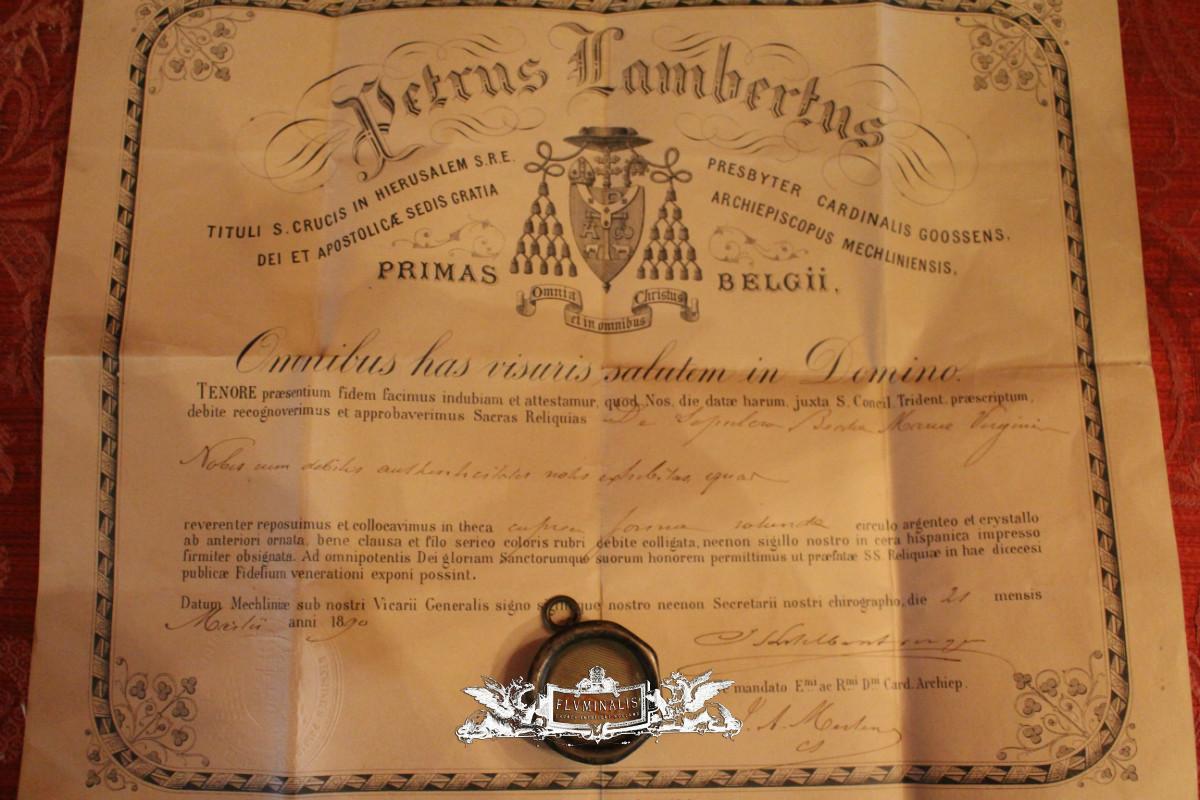 Petrus Lambertus
TITULI S. CRUCIS IN HIERUSALEM S.R.E. PRESBYTER CARDINALIS GOOSSENS,
DEI ET APOSTOLICÆ SEDIS GRATIA ARCHIEPISCOPUS MECHLINIENSIS,
PRIMAS BELGII.
Omnia et in omnibus Christus
Omnibus has visuris salutem in Domino.
TENORE præsentium fidem facimus indubiam et attestamur, quod Nos, die datæ harum, juxta S. Concil. Trident. præscriptum,
debite recognoverimus et approbaverimus Sacras Reliquias De Sepulcro Beatæ Mariæ Virginis
Nobis cum debitis authenticitatis notis exhibitas, quas
reverenter reposuimus et collocavimus in theca cuprea formæ rotundæ circulo argenteo et crystallo
ab anteriori ornata, bene clausa et filo serico coloris rubri debite colligata, necnon sigillo nostro in cera hispanica impresso
firmiter obsignata. Ad omnipotentis Dei gloriam Sanctorumque suorum honorem permittimus ut præfatæ SS. Reliquiæ in hac diœcesi
publicæ Fidelium venerationi exponi possint.
Datum Mechliniæ sub nostri Vicarii Generalis signo sigilloque nostro necnon Secretarii nostri chirographo, die 21 mensis
Martii anni 1890
mandato Emi ac Rmi Dni Card. Archiep.
J. A. Mertens
FLVMINALIS